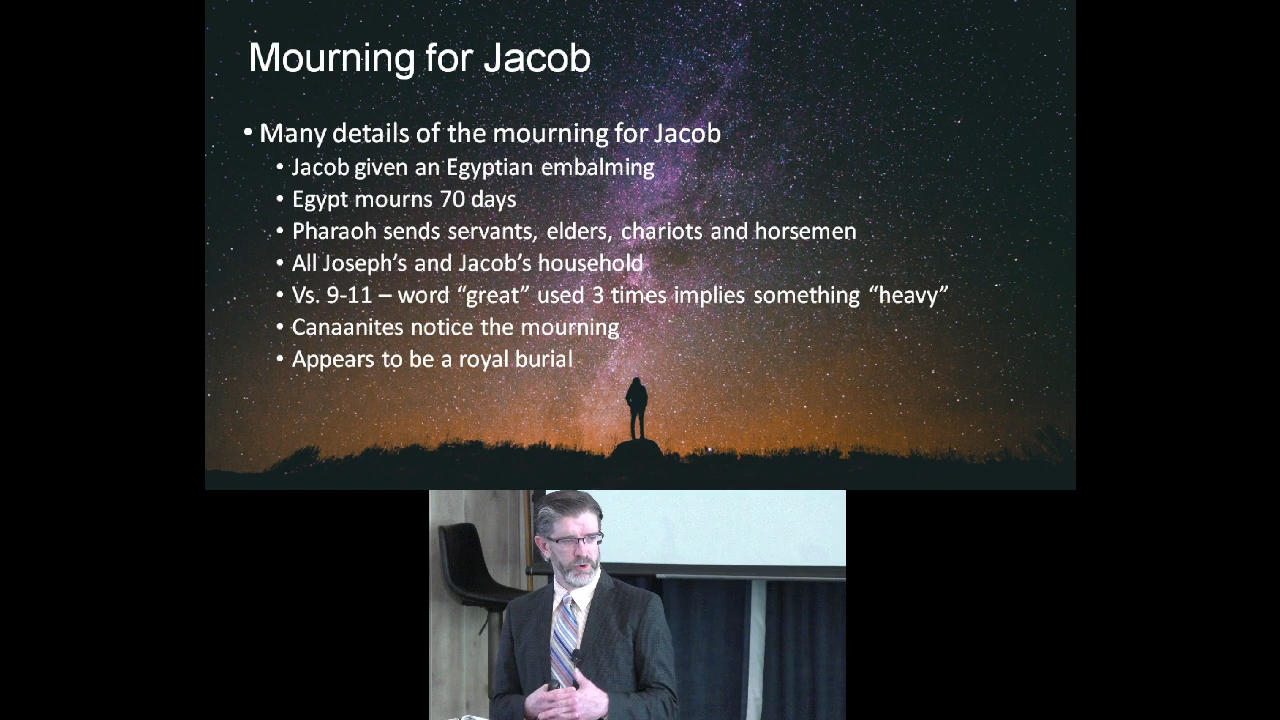 Mourning for Jacob
• Many details of the mourning for Jacob
• Jacob given an Egyptian embalming
• Egypt mourns 70 days
• Pharaoh sends servants, elders, chariots and horsemen
• All Joseph’s and Jacob’s household
• Vs. 9-11 – word “great” used 3 times implies something “heavy”
• Canaanites notice the mourning
• Appears to be a royal burial